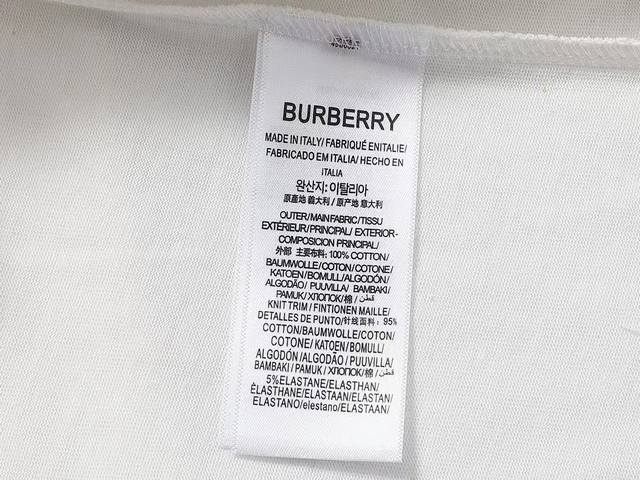 BURBERRY
MADE IN ITALY/ FABRIQUÉ ENITALIE/
FABRICADO EM ITALIA/ HECHO EN
ITALIA
완산지: 이탈리아
原產地 義大利 / 原产地 意大利
OUTER/MAINFABRIC/TISSU
EXTÉRIEUR/PRINCIPAL/ EXTERIOR-
COMPOSICION PRINCIPAL/
外部 主要布料: 100% COTTON/
BAUMWOLLE/COTON/COTONE/
KATOEN/BOMULL/ALGODÓN/
ALGODÃO/ PUUVILLA/ BAMBAKI/
PAMUK/ХЛОПОК/棉 / قطن /
KNIT TRIM / FINTIONEN MAILLE/
DETALLES DE PUNTO/针线面料: 95%
COTTON/BAUMWOLLE/COTON/
COTONE/ KATOEN/BOMULL/
ALGODÓN/ALGODÃO / PUUVILLA/
BAMBAKI / PAMUK / ХЛОПОК/棉 / قطن /
5%ELASTANE/ELASTHAN/
ÉLASTHANE/ELASTAAN/ELASTAN/
ELASTANO/elestano/ELASTAAN/